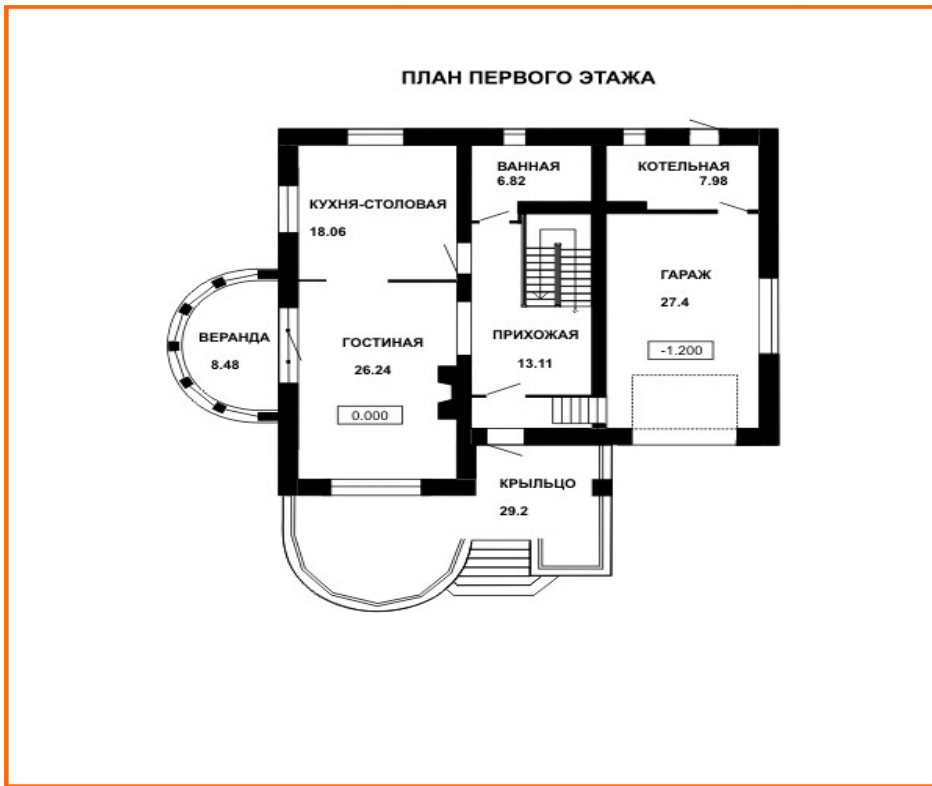 ПЛАН ПЕРВОГО ЭТАЖА
ВАННАЯ
6.82
КОТЕЛЬНАЯ
7.98
КУХНЯ-СТОЛОВАЯ
18.06
ГАРАЖ
27.4
-1.200
ВЕРАНДА
8.48
ГОСТИНАЯ
26.24
0.000
ПРИХОЖАЯ
13.11
КРЫЛЬЦО
29.2